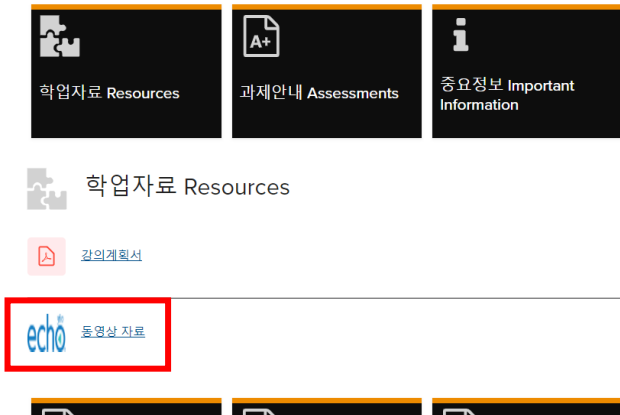 A+
학업자료 Resources
과제안내 Assessments
중요정보 Important
Information
학업자료 Resources
강의계획서
echo
동영상 자료